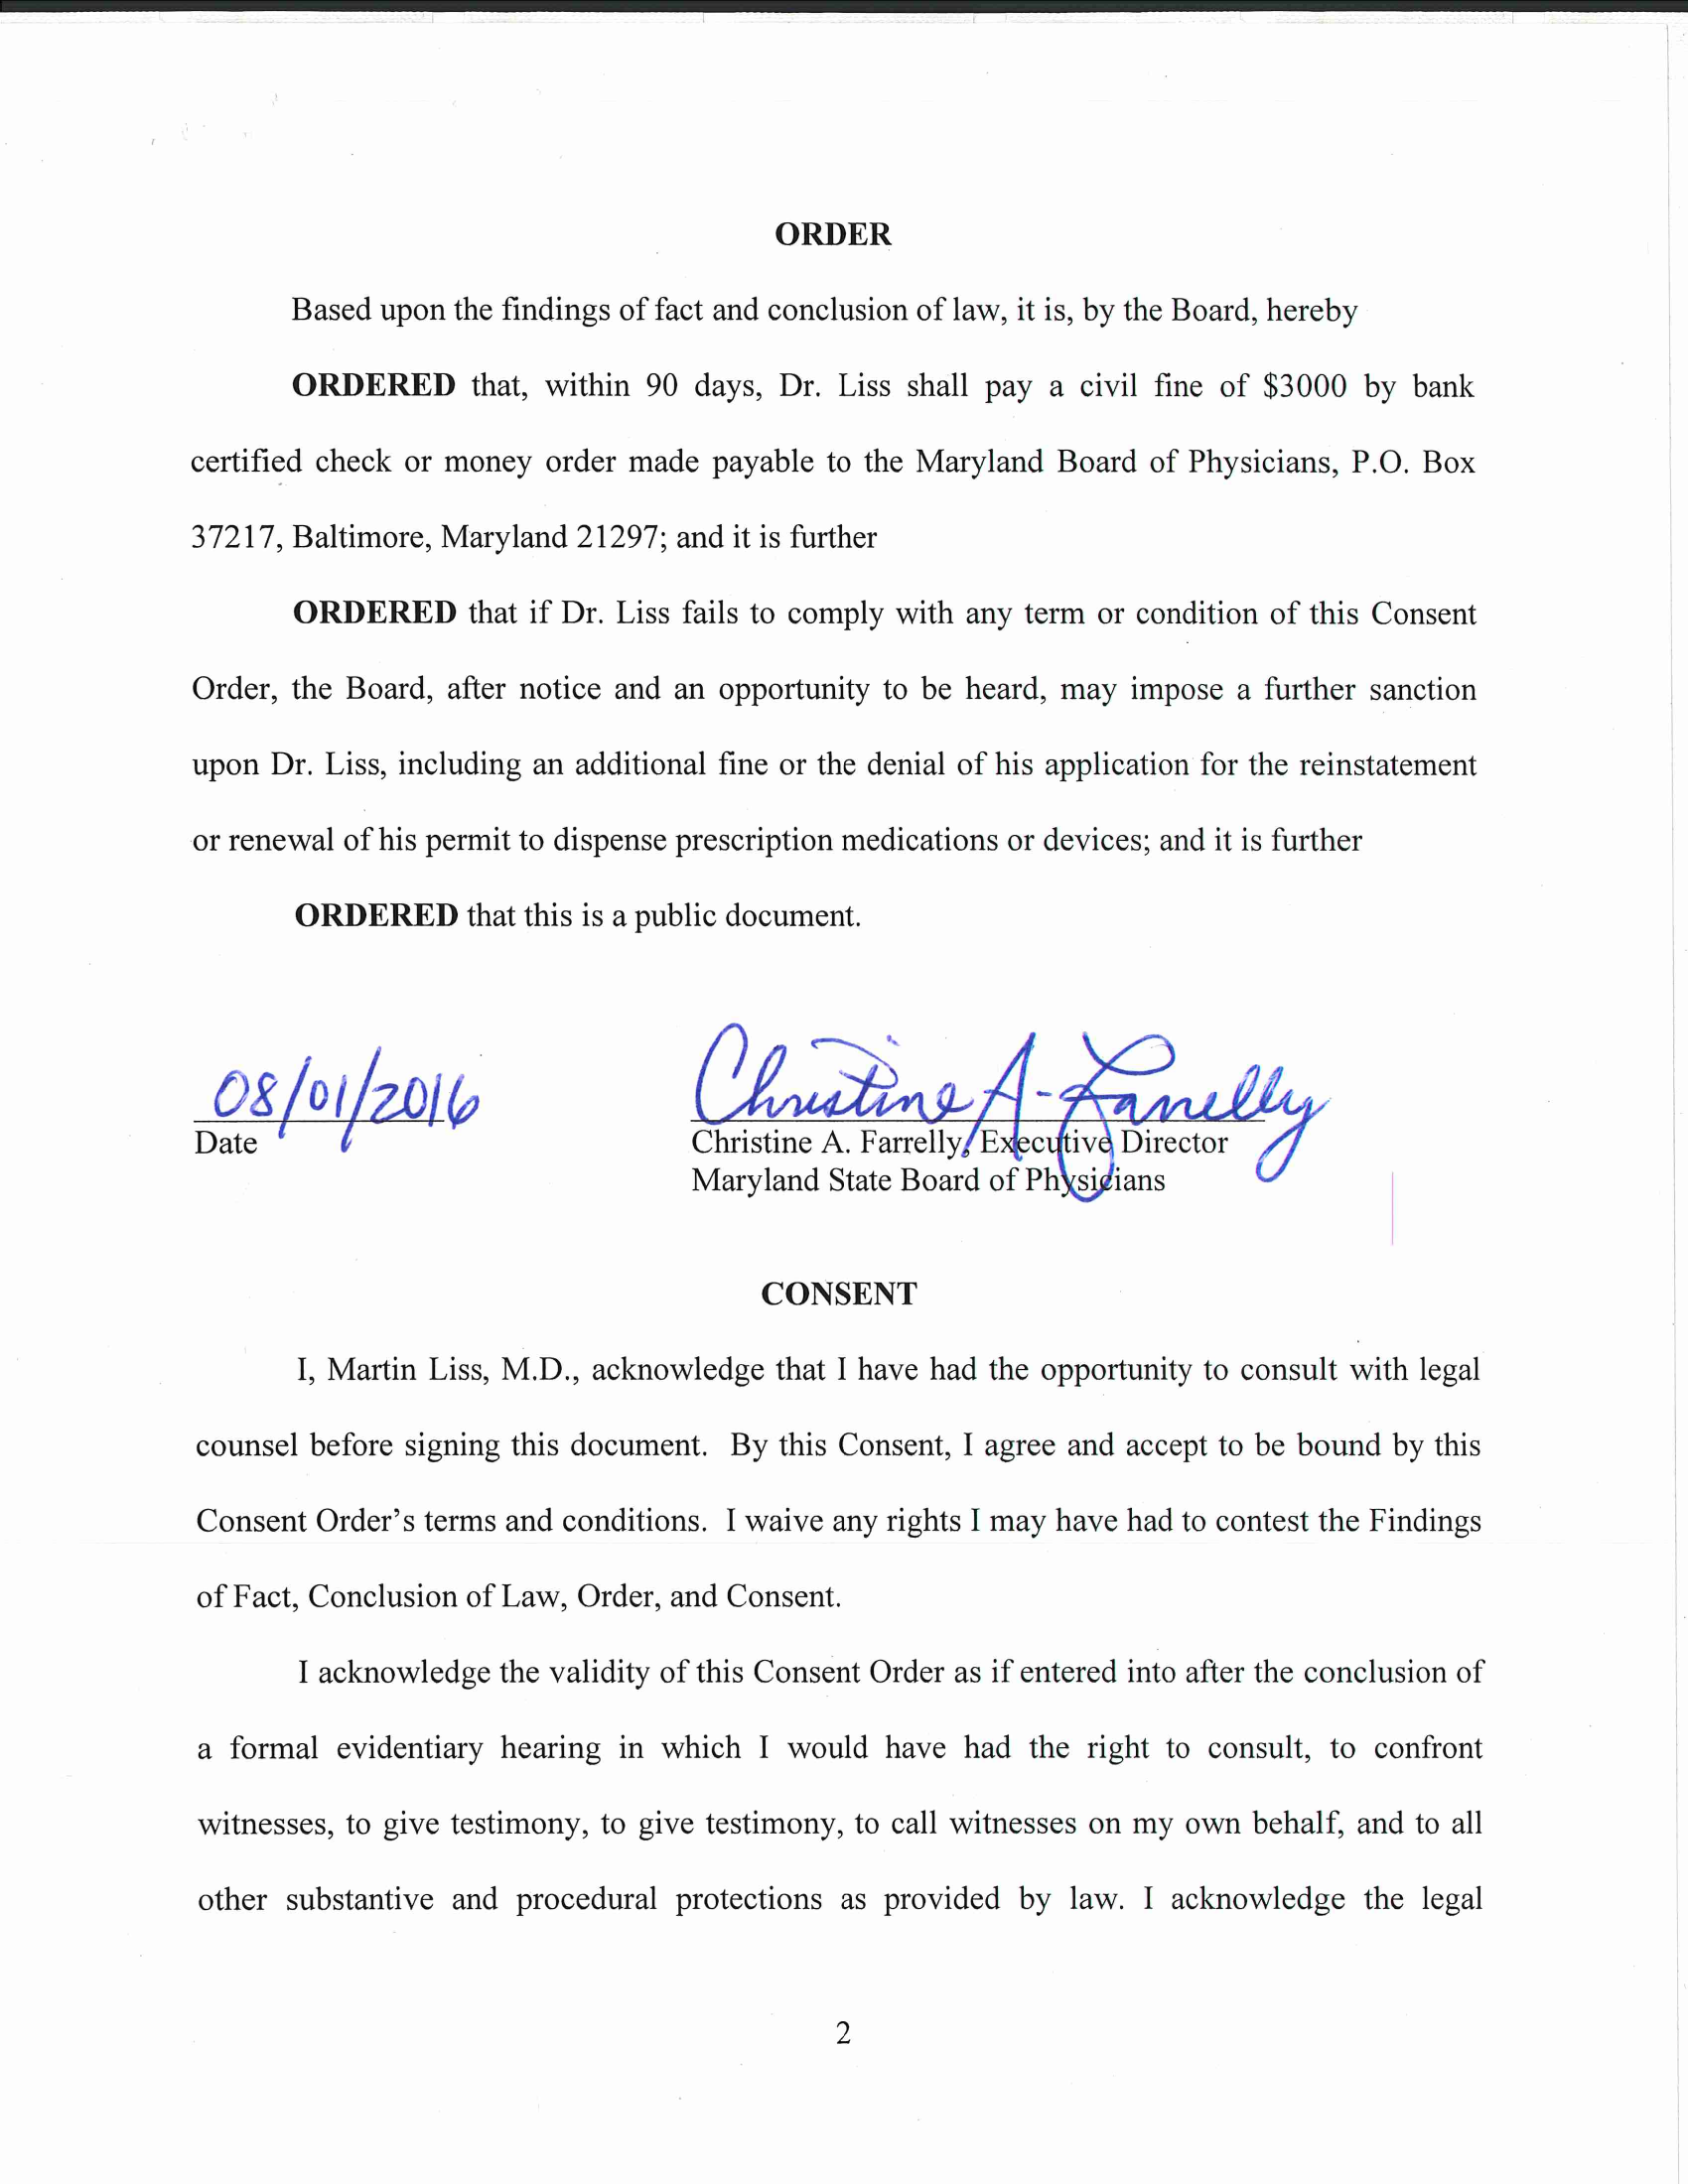 ORDER
Based upon the findings of fact and conclusion of law, it is, by the Board, hereby
ORDERED that, within 90 days, Dr. Liss shall pay a civil fine of $3000 by bank
certified check or money order made payable to the Maryland Board of Physicians, P.O. Box
37217, Baltimore, Maryland 21297; and it is further
ORDERED that if Dr. Liss fails to comply with any term or condition of this Consent
Order, the Board, after notice and an opportunity to be heard, may impose a further sanction
upon Dr. Liss, including an additional fine or the denial of his application for the reinstatement
or renewal of his permit to dispense prescription medications or devices; and it is further
ORDERED that this is a public document.
08/01/2016 Christine A. Farrelly
Date Christine A. Farrelly, Executive Director
Maryland State Board of Physicians
CONSENT
I, Martin Liss, M.D., acknowledge that I have had the opportunity to consult with legal
counsel before signing this document. By this Consent, I agree and accept to be bound by this
Consent Order's terms and conditions. I waive any rights I may have had to contest the Findings
of Fact, Conclusion of Law, Order, and Consent.
I acknowledge the validity of this Consent Order as if entered into after the conclusion of
a formal evidentiary hearing in which I would have had the right to consult, to confront
witnesses, to give testimony, to give testimony, to call witnesses on my own behalf, and to all
other substantive and procedural protections as provided by law. I acknowledge the legal
2